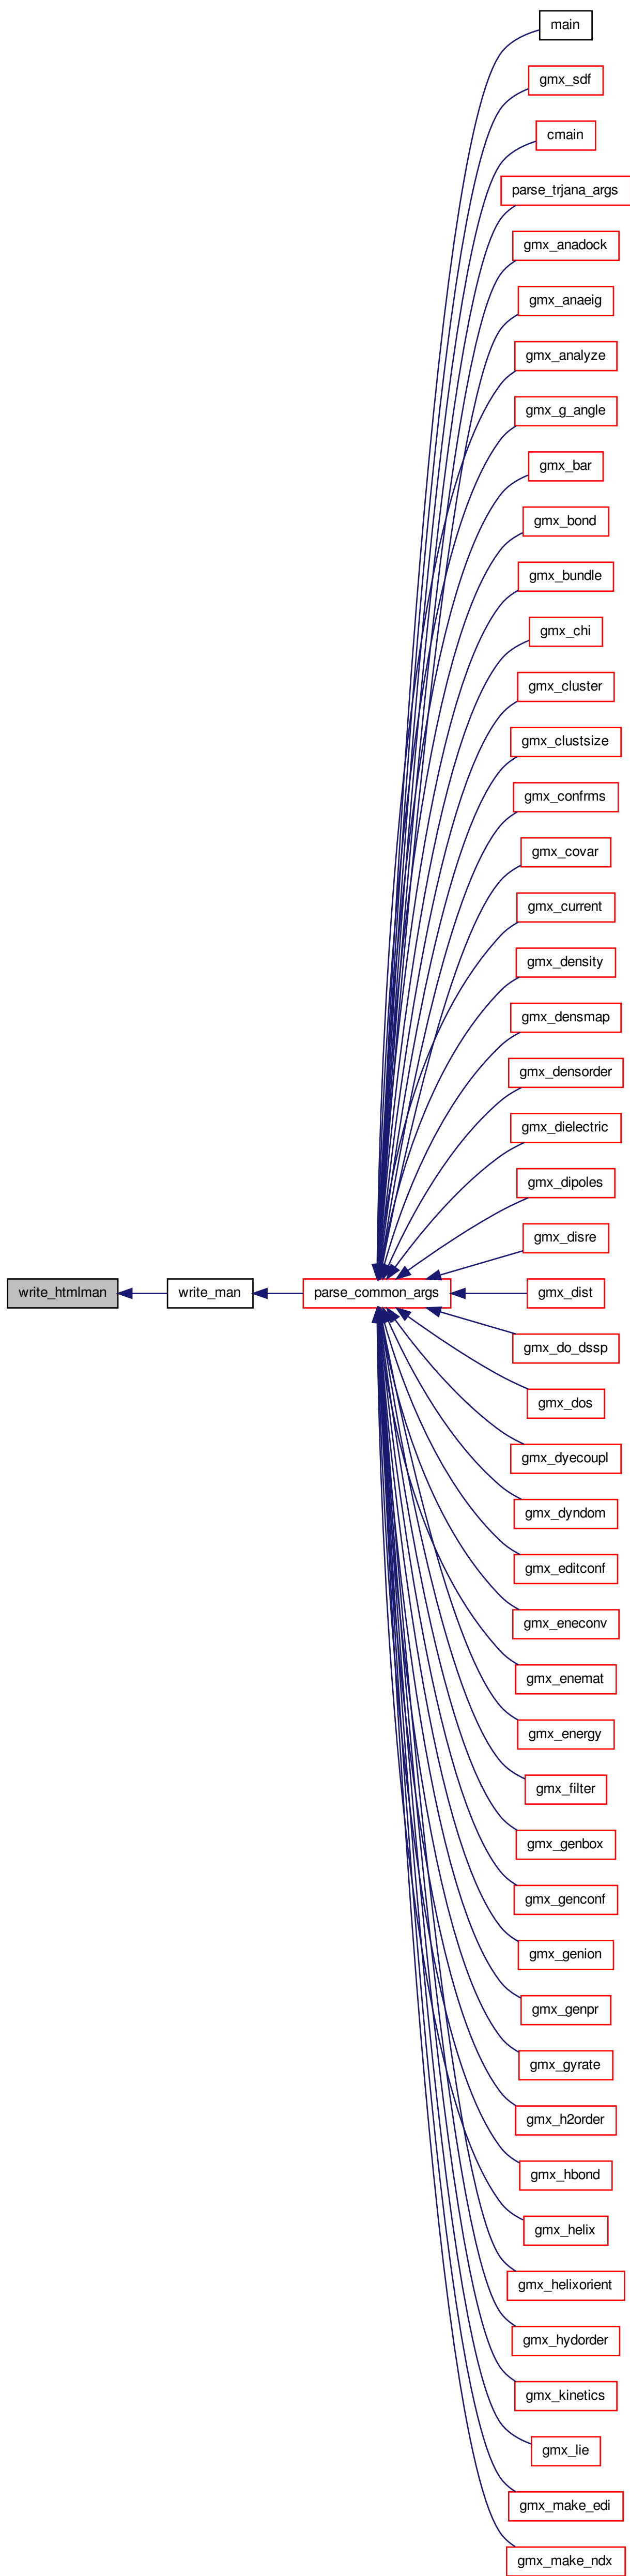 main
gmx_sdf
cmain
parse_trjana_args
gmx_anadock
gmx_anaeig
gmx_analyze
gmx_g_angle
gmx_bar
gmx_bond
gmx_bundle
gmx_chi
gmx_cluster
gmx_clustsize
gmx_confrms
gmx_covar
gmx_current
gmx_density
gmx_densmap
gmx_densorder
gmx_dielectric
gmx_dipoles
gmx_disre
write_htmlman write_man parse_common_args gmx_dist
gmx_do_dssp
gmx_dos
gmx_dyecoupl
gmx_dyndom
gmx_editconf
gmx_eneconv
gmx_enemat
gmx_energy
gmx_filter
gmx_genbox
gmx_genconf
gmx_genion
gmx_genpr
gmx_gyrate
gmx_h2order
gmx_hbond
gmx_helix
gmx_helixorient
gmx_hydorder
gmx_kinetics
gmx_lie
gmx_make_edi
gmx_make_ndx